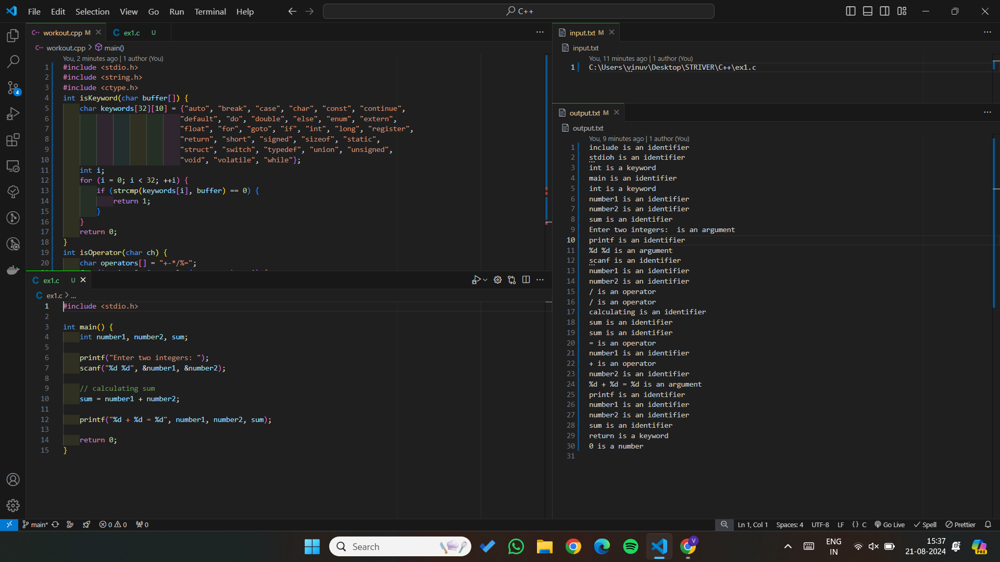 File Edit Selection View Go Run Terminal Help
C++
workout.cpp M
ex1.c U
workout.cpp > main()
You, 2 minutes ago | 1 author (You)
1 #include <stdio.h>
2 #include <string.h>
3 #include <ctype.h>
4 int isKeyword(char buffer[]) {
5 char keywords[32][10] = {"auto", "break", "case", "char", "const", "continue",
6 "default", "do", "double", "else", "enum", "extern",
7 "float", "for", "goto", "if", "int", "long", "register",
8 "return", "short", "signed", "sizeof", "static",
9 "struct", "switch", "typedef", "union", "unsigned",
10 "void", "volatile", "while"};
11 int i;
12 for (i = 0; i < 32; ++i) {
13 if (strcmp(keywords[i], buffer) == 0) {
14 return 1;
15 }
16 }
17 return 0;
18 }
19 int isOperator(char ch) {
20 char operators[] = "+-*/%=";
ex1.c U
ex1.c > ...
1 #include <stdio.h>
2
3 int main() {
4 int number1, number2, sum;
5
6 printf("Enter two integers: ");
7 scanf("%d %d", &number1, &number2);
8
9 // calculating sum
10 sum = number1 + number2;
11
12 printf("%d + %d = %d", number1, number2, sum);
13
14 return 0;
15 }
input.txt M
input.txt
You, 11 minutes ago | 1 author (You)
1 C:\Users\vinuv\Desktop\STRIVER\C++\ex1.c
output.txt M
output.txt
You, 9 minutes ago | 1 author (You)
1 include is an identifier
2 stdioh is an identifier
3 int is a keyword
4 main is an identifier
5 int is a keyword
6 number1 is an identifier
7 number2 is an identifier
8 sum is an identifier
9 Enter two integers:  is an argument
10 printf is an identifier
11 %d %d is an argument
12 scanf is an identifier
13 number1 is an identifier
14 number2 is an identifier
15 / is an operator
16 / is an operator
17 calculating is an identifier
18 sum is an identifier
19 sum is an identifier
20 = is an operator
21 number1 is an identifier
22 + is an operator
23 number2 is an identifier
24 %d + %d = %d is an argument
25 printf is an identifier
26 number1 is an identifier
27 number2 is an identifier
28 sum is an identifier
29 return is a keyword
30 0 is a number
31
4
main* 0 0 0
Ln 1, Col 1 Spaces: 4 UTF-8 LF {} C Go Live Spell Prettier
Search
V
ENG
IN
15:37
21-08-2024
PRE